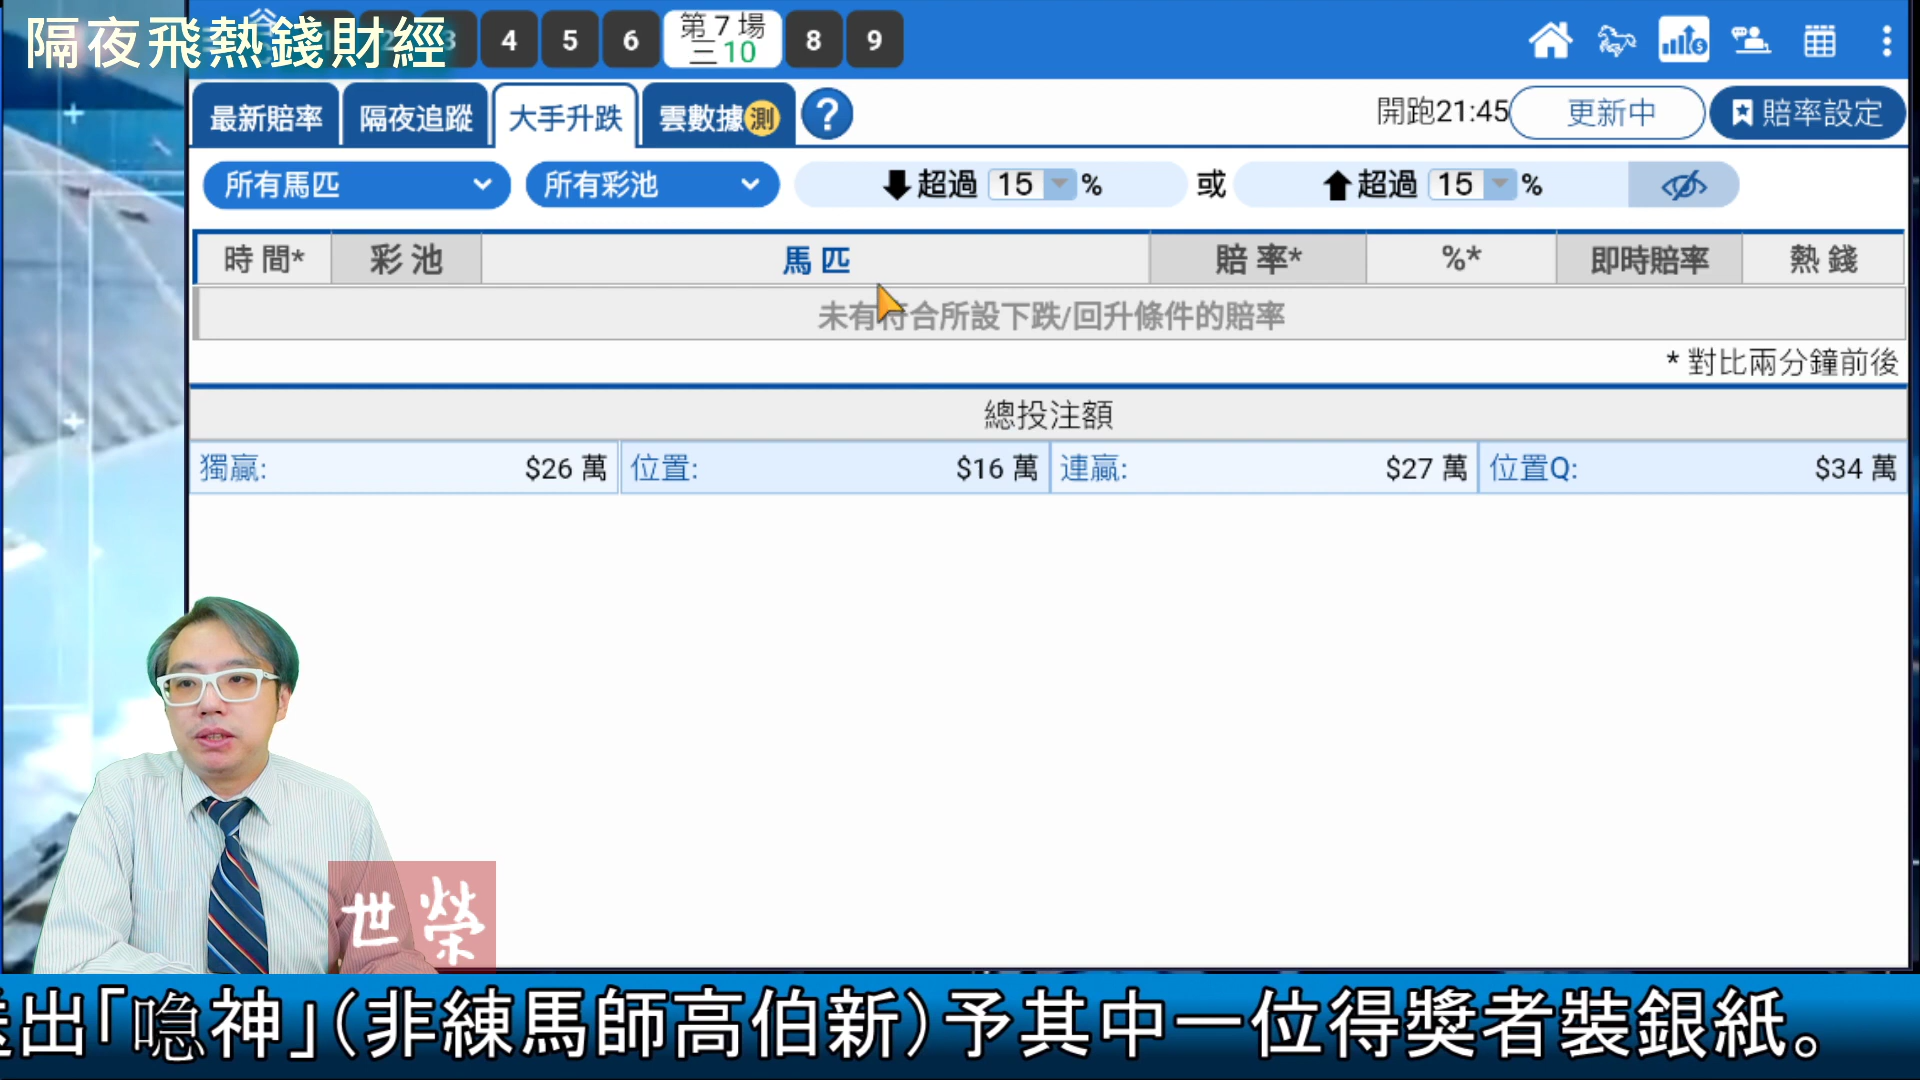 隔夜飛熱錢財經
4 5 6 第 7 場 三10 8 9
最新賠率 隔夜追蹤 大手升跌 雲數據 測 ? 開跑21:45 更新中 賠率設定
所有馬匹 所有彩池 超過 15 % 或 超過 15 %
時 間* 彩 池 馬 匹 賠 率* %* 即時賠率 熱 錢
未有符合所設下跌/回升條件的賠率
* 對比兩分鐘前後
總投注額
獨贏: $26 萬 位置: $16 萬 連贏: $27 萬 位置Q: $34 萬
世榮
出「喼神」(非練馬師高伯新)予其中一位得獎者裝銀紙。